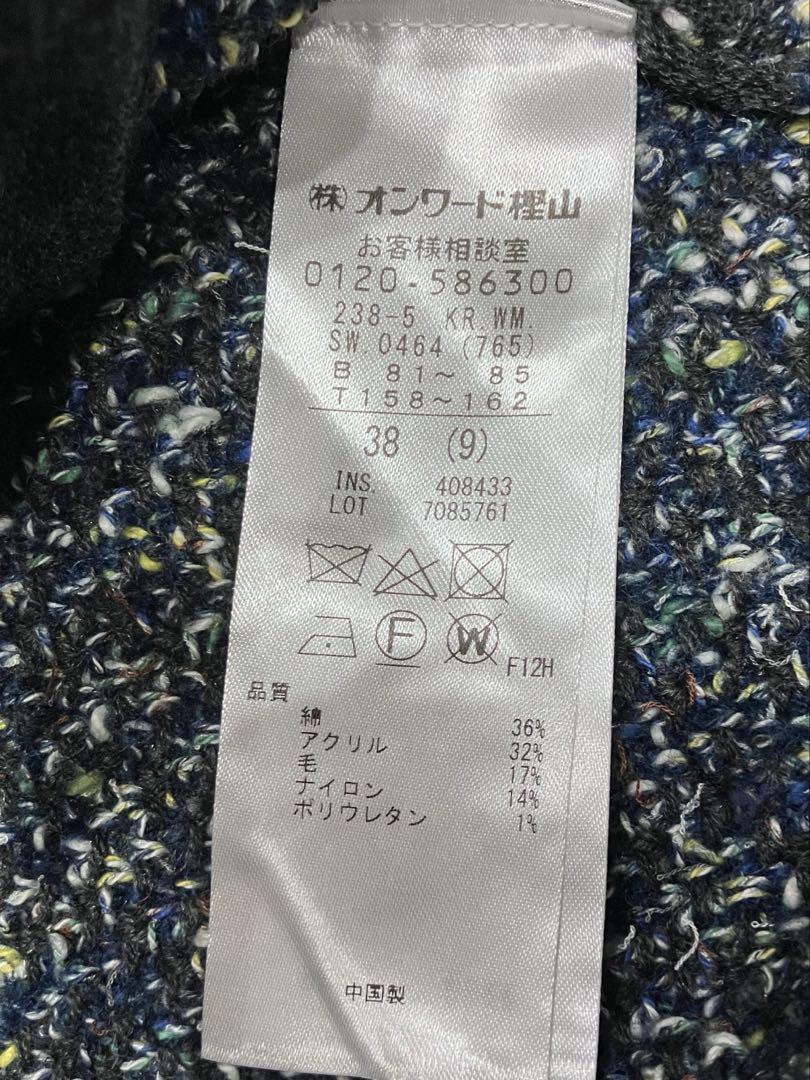 (株)オンワード樫山
お客様相談室
0120-586300
238-5 KR.WM.
SW 0464 (765)
B 81〜 85
T158〜162
38 (9)
INS. 408433
LOT 7085761
F W F12H
品質
綿 36%
アクリル 32%
毛 17%
ナイロン 14%
ポリウレタン 1%
中国製